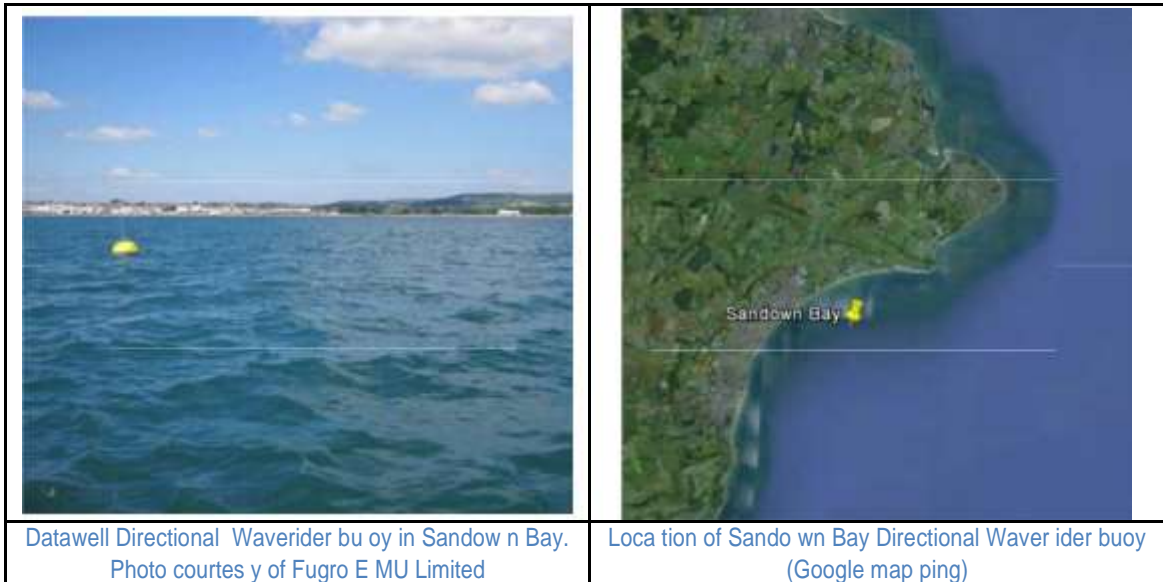 Sandown Bay
Datawell Directional Waverider bu oy in Sandow n Bay.
Photo courtes y of Fugro E MU Limited
Loca tion of Sando wn Bay Directional Waver ider buoy
(Google map ping)